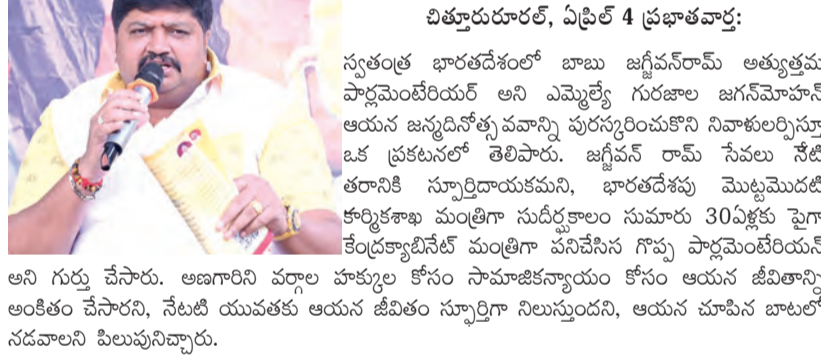 చిత్తూరురూరల్, ఏప్రిల్ 4 ప్రభాతవార్త:
స్వతంత్ర భారతదేశంలో బాబు జగ్జీవన్‌రామ్ అత్యుత్తమ
పార్లమెంటేరియర్ అని ఎమ్మెల్యే గురజాల జగన్‌మోహన్
ఆయన జన్మదినోత్సవవాన్ని పురస్కరించుకొని నివాళులర్పిస్తూ
ఒక ప్రకటనలో తెలిపారు. జగ్జీవన్ రామ్ సేవలు నేటి
తరానికి స్ఫూర్తిదాయకమని, భారతదేశపు మొట్టమొదటి
కార్మికశాఖ మంత్రిగా సుదీర్ఘకాలం సుమారు 30ఏళ్లకు పైగా
కేంద్రక్యాబినేట్ మంత్రిగా పనిచేసిన గొప్ప పార్లమెంటేరియన్
అని గుర్తు చేసారు. అణగారిని వర్గాల హక్కుల కోసం సామాజికన్యాయం కోసం ఆయన జీవితాన్ని
అంకితం చేసారని, నేటటి యువతకు ఆయన జీవితం స్ఫూర్తిగా నిలుస్తుందని, ఆయన చూపిన బాటలో
నడవాలని పిలుపునిచ్చారు.